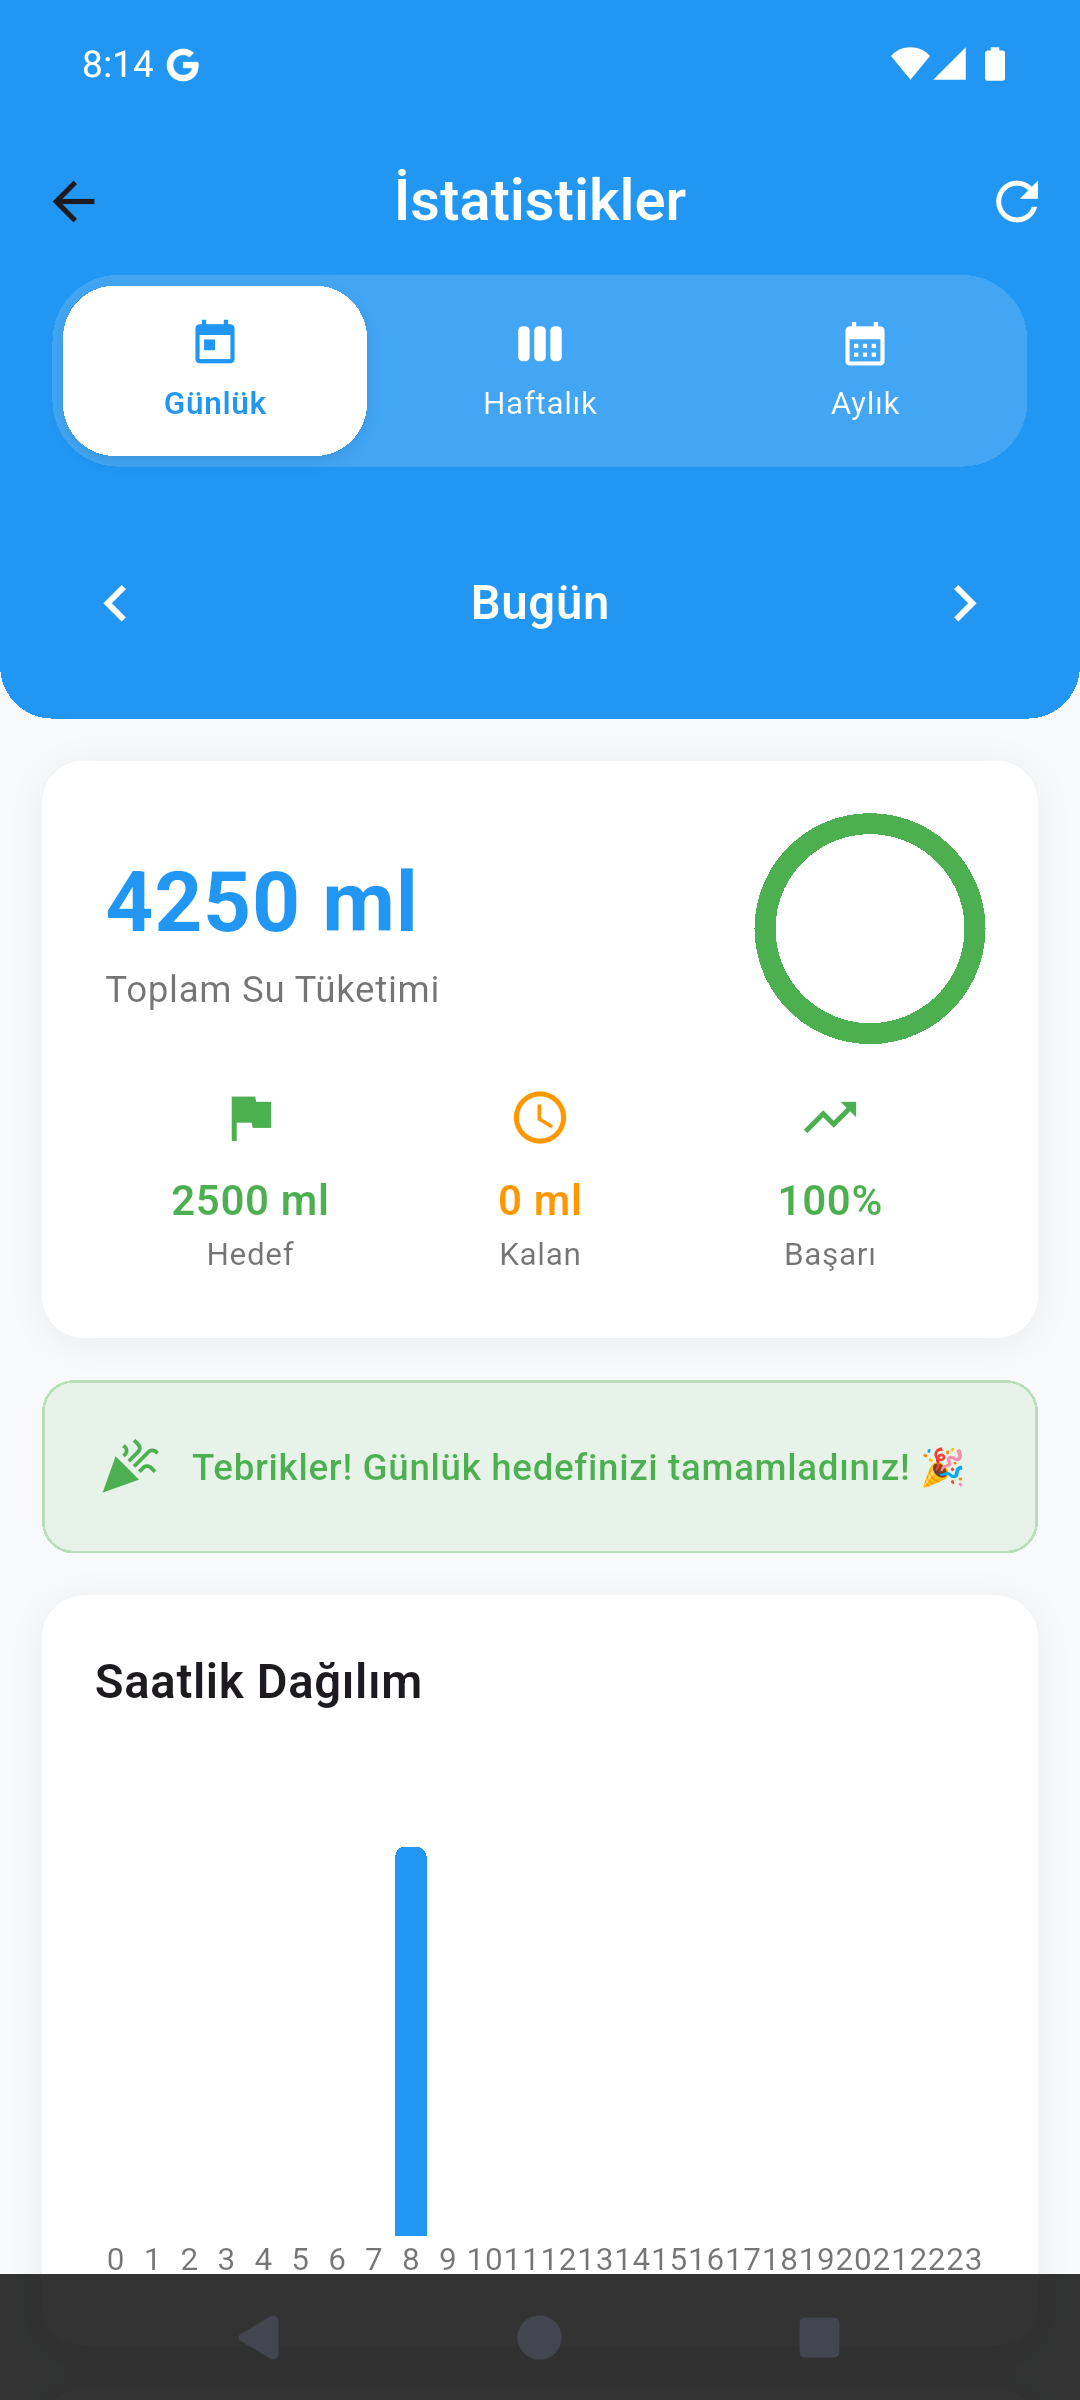 8:14
İstatistikler
Günlük Haftalık Aylık
Bugün
4250 ml
Toplam Su Tüketimi
2500 ml 0 ml 100%
Hedef Kalan Başarı
Tebrikler! Günlük hedefinizi tamamladınız! 🎉
Saatlik Dağılım
0 1 2 3 4 5 6 7 8 9 10 11 12 13 14 15 16 17 18 19 20 21 22 23